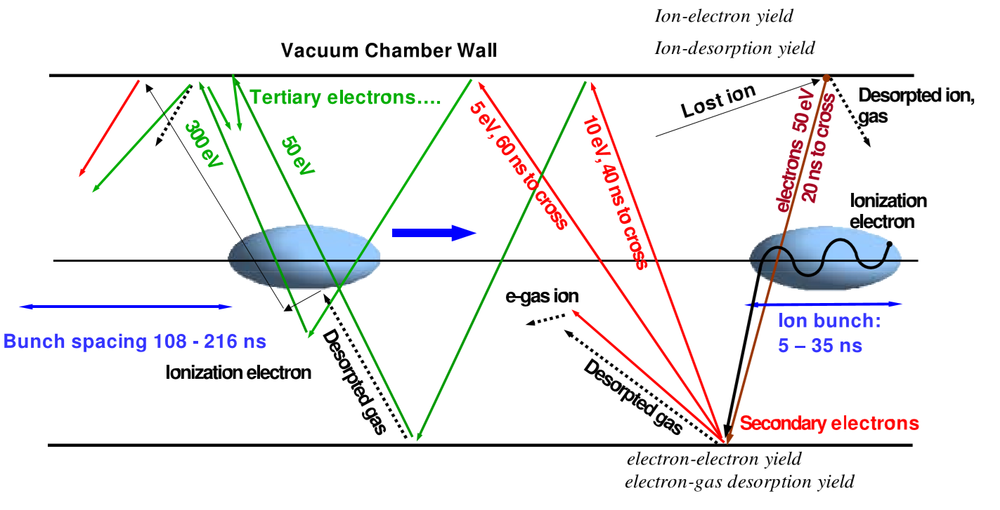 Ion-electron yield
Ion-desorption yield
Vacuum Chamber Wall
Tertiary electrons….
Lost ion
Desorpted ion,
gas
300 eV
50 eV
5 eV, 60 ns to cross
10 eV, 40 ns to cross
electrons 50 eV
20 ns to cross
Ionization
electron
e-gas ion
Bunch spacing 108 - 216 ns
Ion bunch:
5 – 35 ns
Ionization electron
Desorpted gas
Desorpted gas
Secondary electrons
electron-electron yield
electron-gas desorption yield